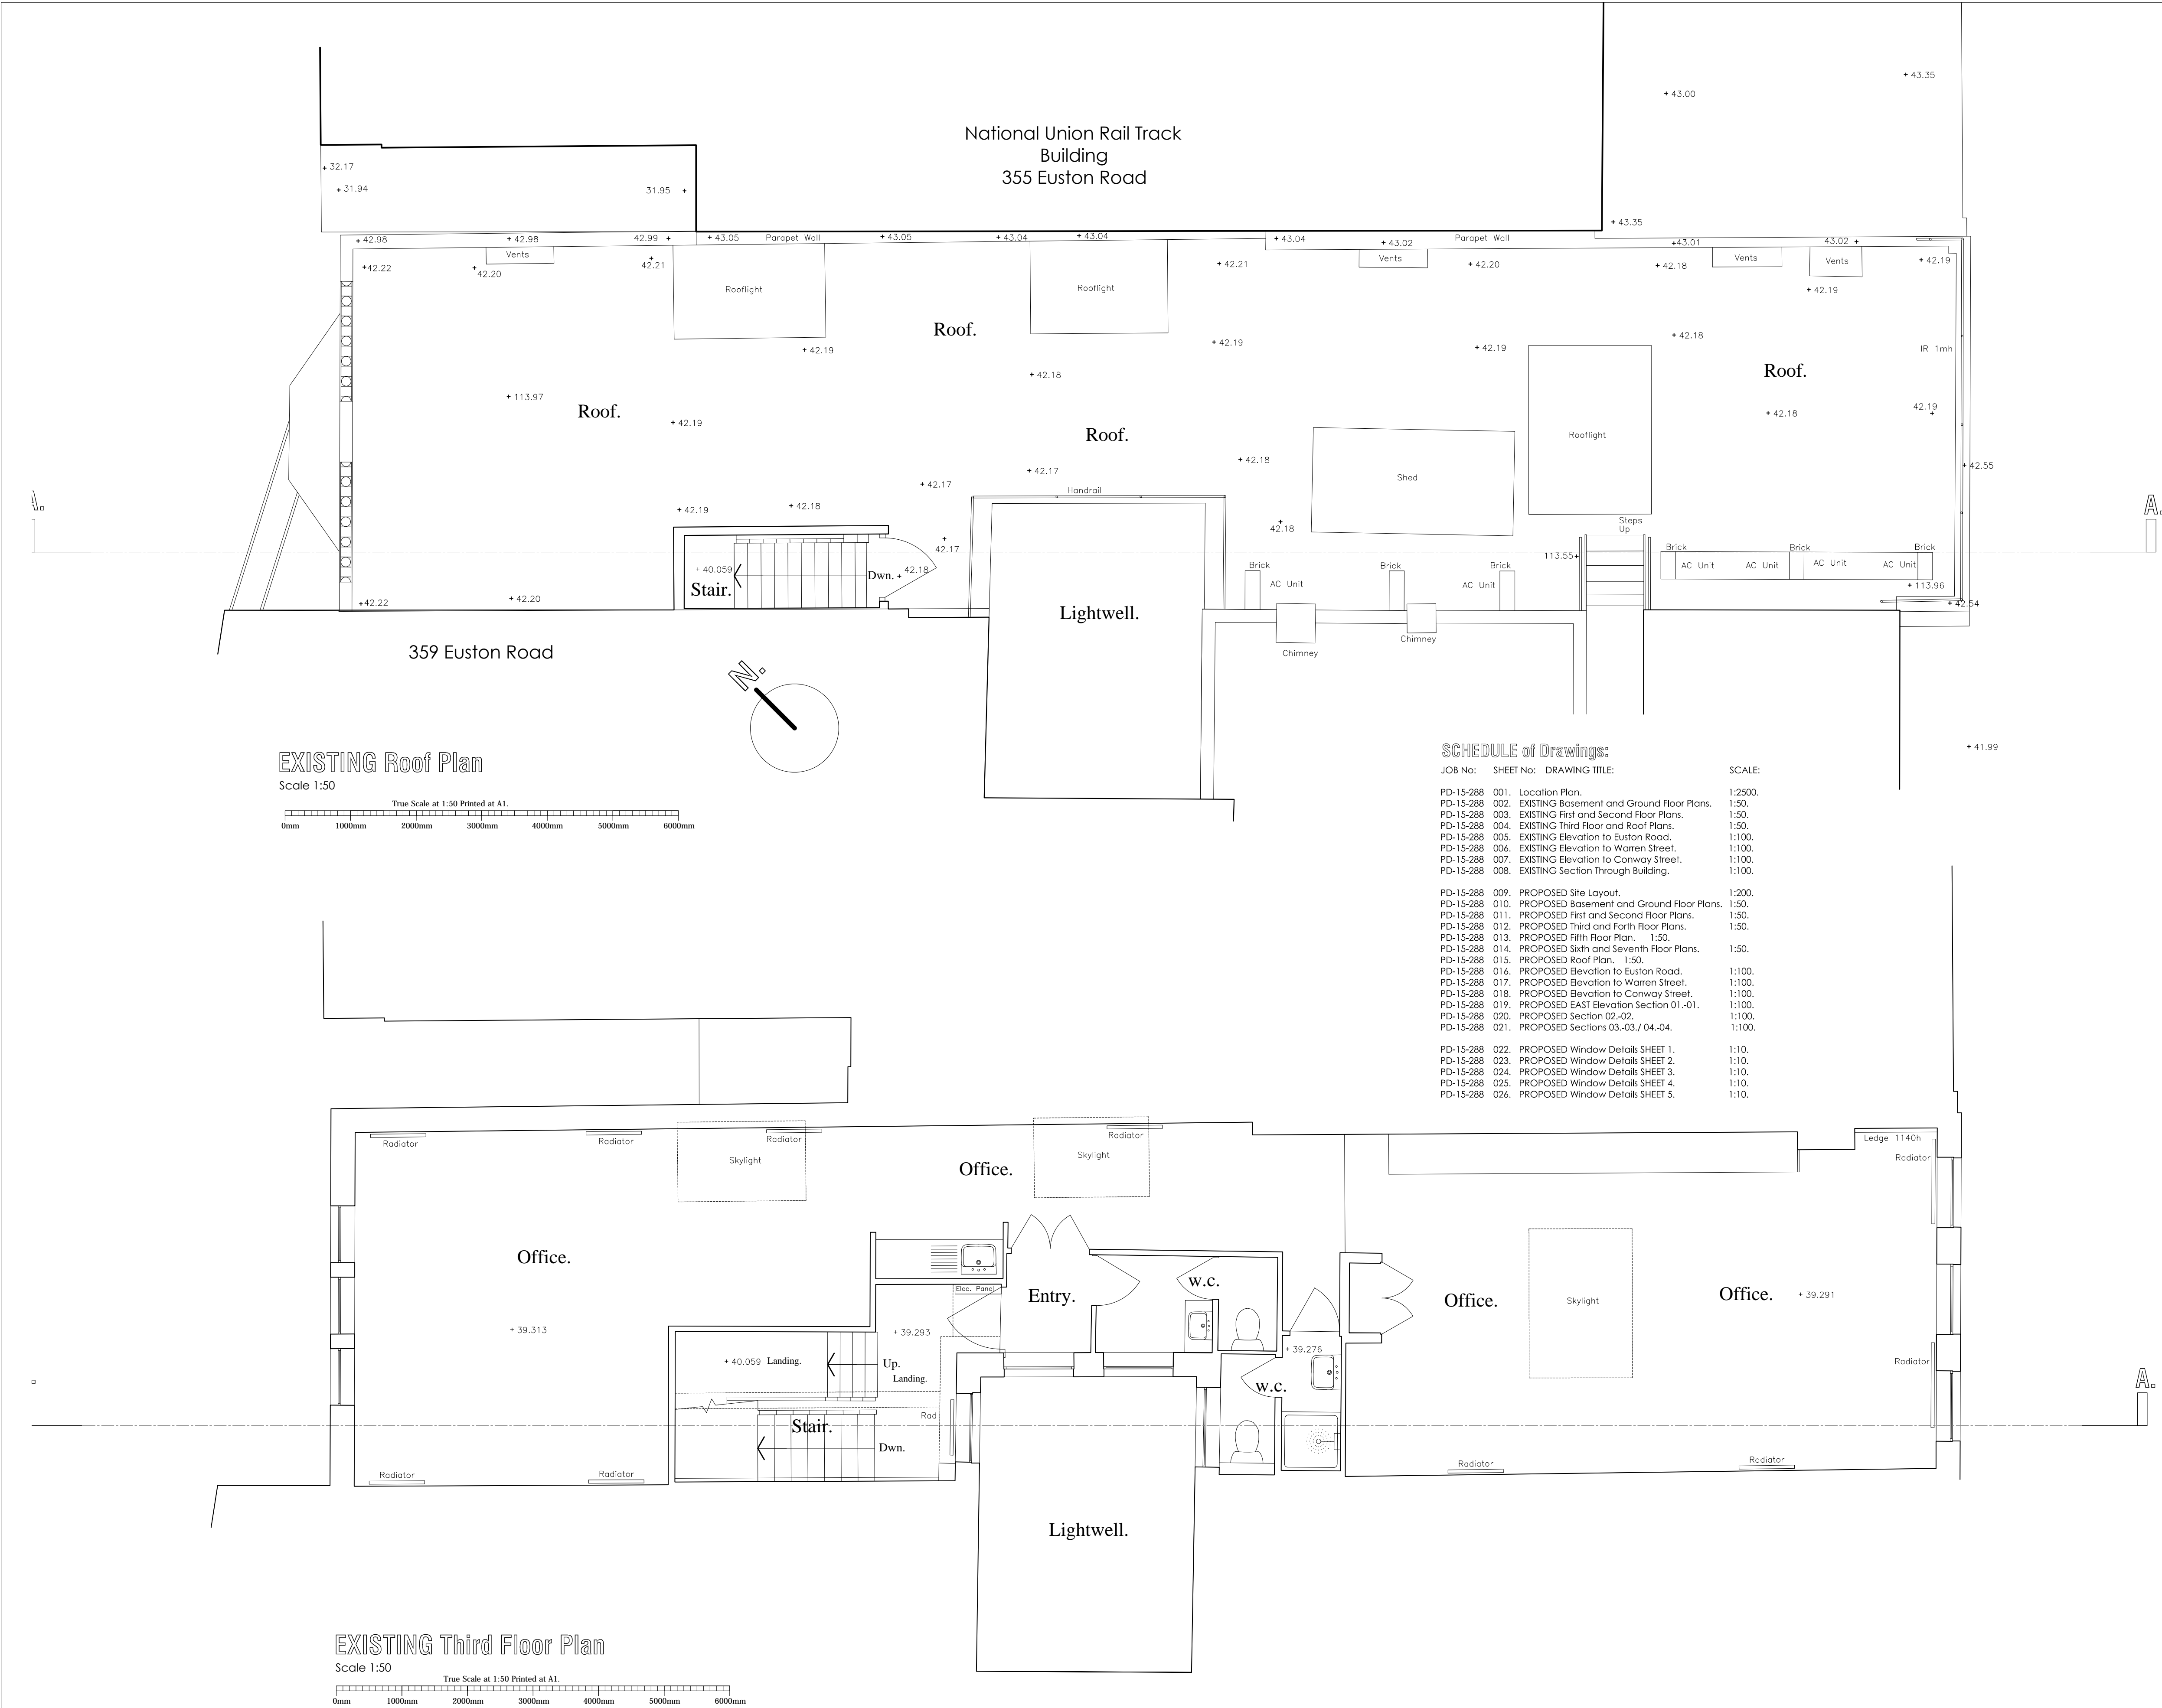 National Union Rail Track
Building
355 Euston Road
+ 43.35
+ 43.00
+ 32.17
+ 31.94
31.95 +
+ 43.35
+ 42.98
+ 42.98
42.99 +
+ 43.05
Parapet Wall
+ 43.05
+ 43.04
+ 43.04
+ 43.04
+ 43.02
Parapet Wall
+ 43.01
43.02 +
Vents
Vents
Vents
Vents
+ 42.22
+ 42.20
+ 42.21
+ 42.21
+ 42.20
+ 42.18
+ 42.19
+ 42.19
Rooflight
Rooflight
Roof.
+ 42.19
+ 42.19
+ 42.19
+ 42.18
IR 1mh
+ 42.18
Roof.
+ 113.97
Roof.
+ 42.19
Roof.
+ 42.18
42.19 +
Rooflight
+ 42.18
+ 42.17
+ 42.17
Shed
+ 42.55
Handrail
A.
A.
+ 42.19
+ 42.18
+ 42.18
Steps
Up
+ 42.17
113.55 +
Brick
Brick
Brick
AC Unit
AC Unit
AC Unit
AC Unit
+ 40.059
Stair.
Dwn.
+ 42.18
Brick
Brick
Brick
AC Unit
AC Unit
+ 113.96
+ 42.22
+ 42.20
+ 42.54
Lightwell.
Chimney
Chimney
359 Euston Road
N.
EXISTING Roof Plan
Scale 1:50
True Scale at 1:50 Printed at A1.
0mm 1000mm 2000mm 3000mm 4000mm 5000mm 6000mm
+ 41.99
SCHEDULE of Drawings:
JOB No: SHEET No: DRAWING TITLE: SCALE:
PD-15-288 001. Location Plan. 1:2500.
PD-15-288 002. EXISTING Basement and Ground Floor Plans. 1:50.
PD-15-288 003. EXISTING First and Second Floor Plans. 1:50.
PD-15-288 004. EXISTING Third Floor and Roof Plans. 1:50.
PD-15-288 005. EXISTING Elevation to Euston Road. 1:100.
PD-15-288 006. EXISTING Elevation to Warren Street. 1:100.
PD-15-288 007. EXISTING Elevation to Conway Street. 1:100.
PD-15-288 008. EXISTING Section Through Building. 1:100.
PD-15-288 009. PROPOSED Site Layout. 1:200.
PD-15-288 010. PROPOSED Basement and Ground Floor Plans. 1:50.
PD-15-288 011. PROPOSED First and Second Floor Plans. 1:50.
PD-15-288 012. PROPOSED Third and Forth Floor Plans. 1:50.
PD-15-288 013. PROPOSED Fifth Floor Plan. 1:50.
PD-15-288 014. PROPOSED Sixth and Seventh Floor Plans. 1:50.
PD-15-288 015. PROPOSED Roof Plan. 1:50.
PD-15-288 016. PROPOSED Elevation to Euston Road. 1:100.
PD-15-288 017. PROPOSED Elevation to Warren Street. 1:100.
PD-15-288 018. PROPOSED Elevation to Conway Street. 1:100.
PD-15-288 019. PROPOSED EAST Elevation Section 01.-01. 1:100.
PD-15-288 020. PROPOSED Section 02.-02. 1:100.
PD-15-288 021. PROPOSED Sections 03.-03./ 04.-04. 1:100.
PD-15-288 022. PROPOSED Window Details SHEET 1. 1:10.
PD-15-288 023. PROPOSED Window Details SHEET 2. 1:10.
PD-15-288 024. PROPOSED Window Details SHEET 3. 1:10.
PD-15-288 025. PROPOSED Window Details SHEET 4. 1:10.
PD-15-288 026. PROPOSED Window Details SHEET 5. 1:10.
Radiator
Radiator
Radiator
Radiator
Ledge 1140h
Radiator
Skylight
Skylight
Office.
Office.
w.c.
Elec. Panel
Entry.
Office.
Skylight
Office.
+ 39.291
+ 39.313
+ 39.293
+ 39.276
+ 40.059 Landing.
Up.
Landing.
Radiator
w.c.
A.
Rad
Stair.
Dwn.
Radiator
Radiator
Radiator
Radiator
Lightwell.
EXISTING Third Floor Plan
Scale 1:50
True Scale at 1:50 Printed at A1.
0mm 1000mm 2000mm 3000mm 4000mm 5000mm 6000mm